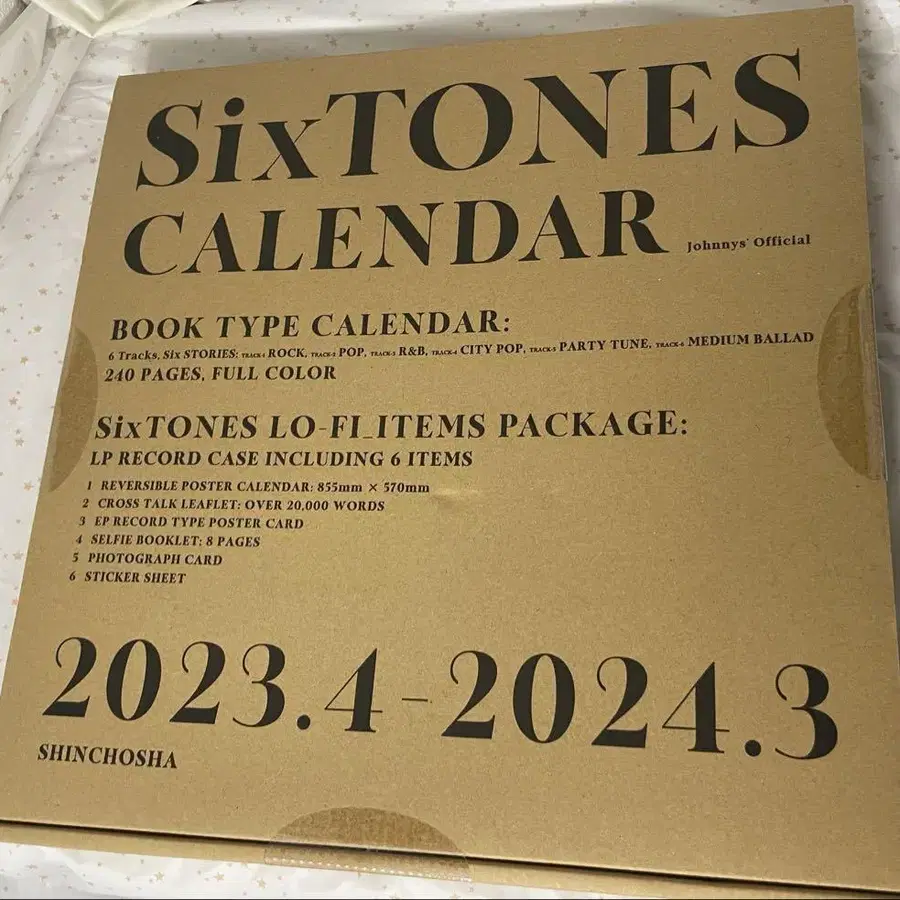 SixTONES
CALENDAR Johnnys' Official
BOOK TYPE CALENDAR:
6 Tracks, Six STORIES: TRACK-1 ROCK, TRACK-2 POP, TRACK-3 R&B, TRACK-4 CITY POP, TRACK-5 PARTY TUNE, TRACK-6 MEDIUM BALLAD
240 PAGES, FULL COLOR
SixTONES LO-FI_ITEMS PACKAGE:
LP RECORD CASE INCLUDING 6 ITEMS
1 REVERSIBLE POSTER CALENDAR: 855mm × 570mm
2 CROSS TALK LEAFLET: OVER 20,000 WORDS
3 EP RECORD TYPE POSTER CARD
4 SELFIE BOOKLET: 8 PAGES
5 PHOTOGRAPH CARD
6 STICKER SHEET
2023.4-2024.3
SHINCHOSHA